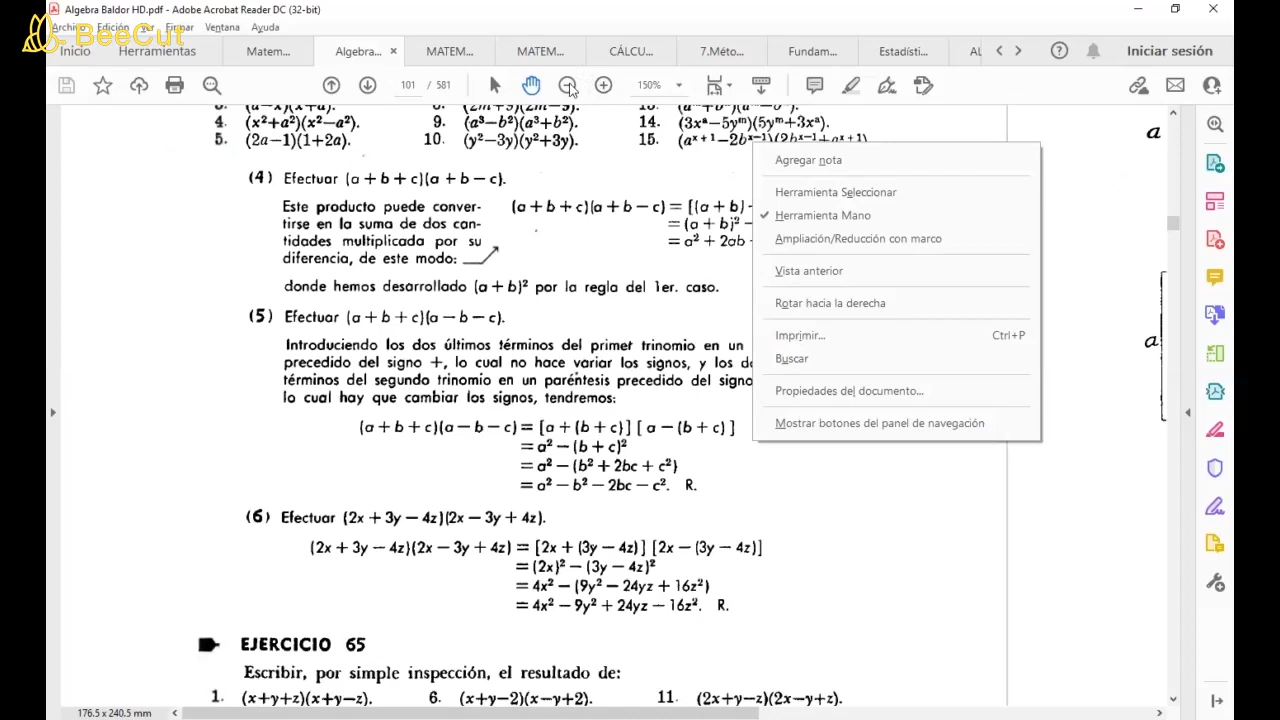 Algebra Baldor HD.pdf - Adobe Acrobat Reader DC (32-bit)
Archivo Edición Ver Firmar Ventana Ayuda
BeeCut
Inicio Herramientas Matem... Algebra... × MATEM... MATEM... CÁLCU... 7.Méto... Fundam... Estadísti... Al Iniciar sesión
101 / 581 150%
4. (x²+a²)(x²−a²). 9. (a³−b²)(a³+b²). 14. (3xª−5yᵐ)(5yᵐ+3xª).
5. (2a−1)(1+2a). 10. (y²−3y)(y²+3y). 15. (aˣ⁺¹−2bˣ⁻¹)(2bˣ⁻¹+aˣ⁺¹)
a
(4) Efectuar (a+b+c)(a+b−c).
Este producto puede conver-
tirse en la suma de dos can-
tidades multiplicada por su
diferencia, de este modo:
(a+b+c)(a+b−c)= [(a+b) -
= (a+b)² −
= a² + 2ab -
donde hemos desarrollado (a+b)² por la regla del 1er. caso.
(5) Efectuar (a+b+c)(a−b−c).
Introduciendo los dos últimos términos del primer trinomio en un
precedido del signo +, lo cual no hace variar los signos, y los
términos del segundo trinomio en un paréntesis precedido del signo
lo cual hay que cambiar los signos, tendremos:
(a+b+c)(a−b−c)= [a+(b+c)] [a−(b+c)]
= a² − (b+c)²
= a² − (b² + 2bc + c²)
= a² − b² − 2bc − c². R.
(6) Efectuar (2x+3y−4z)(2x−3y+4z).
(2x+3y−4z)(2x−3y+4z) = [2x+(3y−4z)] [2x−(3y−4z)]
= (2x)² − (3y−4z)²
= 4x² − (9y² − 24yz + 16z²)
= 4x² − 9y² + 24yz − 16z². R.
EJERCICIO 65
Escribir, por simple inspección, el resultado de:
1. (x+y+z)(x+y−z). 6. (x+y−2)(x−y+2). 11. (2x+y−z)(2x−y+z).
Agregar nota
Herramienta Seleccionar
Herramienta Mano
Ampliación/Reducción con marco
Vista anterior
Rotar hacia la derecha
Imprimir... Ctrl+P
Buscar
Propiedades del documento...
Mostrar botones del panel de navegación
a
176.5 x 240.5 mm